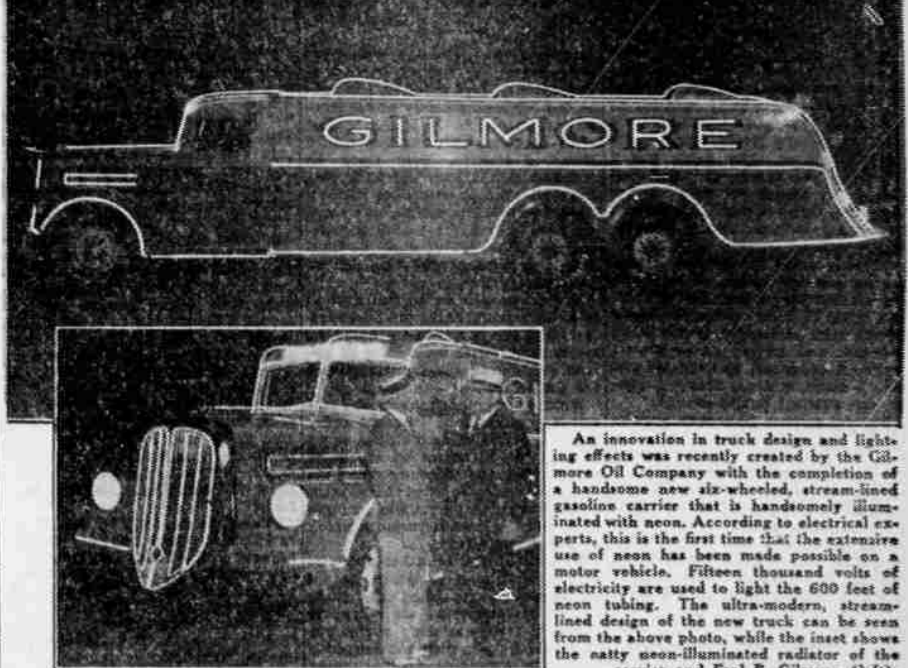 GILMORE
GI
An innovation in truck design and light-
ing effects was recently created by the Gil-
more Oil Company with the completion of
a handsome new six-wheeled, stream-lined
gasoline carrier that is handsomely illum-
inated with neon. According to electrical ex-
perts, this is the first time that the extensive
use of neon has been made possible on a
motor vehicle. Fifteen thousand volts of
electricity are used to light the 600 feet of
neon tubing. The ultra-modern, stream-
lined design of the new truck can be seen
from the above photo, while the inset shows
the natty neon-illuminated radiator of the